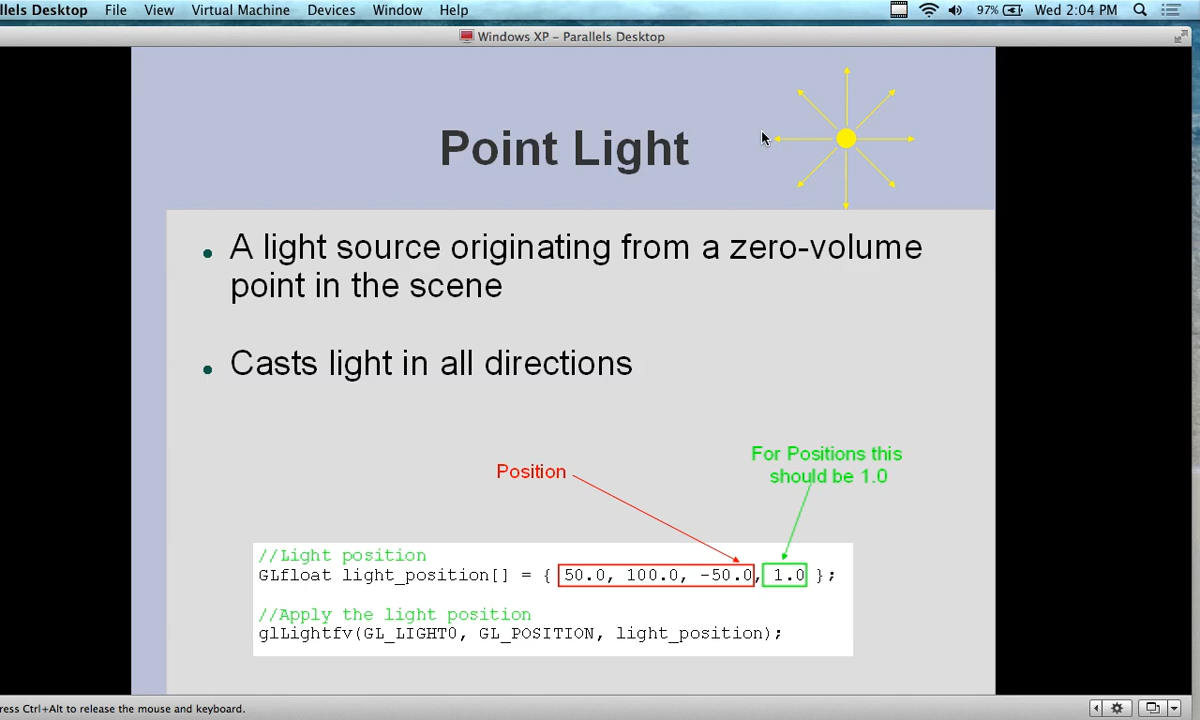 llels Desktop File View Virtual Machine Devices Window Help 97% Wed 2:04 PM
Windows XP – Parallels Desktop
Point Light
• A light source originating from a zero-volume
point in the scene
• Casts light in all directions
For Positions this
should be 1.0
Position
//Light position
GLfloat light_position[] = { 50.0, 100.0, -50.0, 1.0 };
//Apply the light position
glLightfv(GL_LIGHT0, GL_POSITION, light_position);
ress Ctrl+Alt to release the mouse and keyboard.